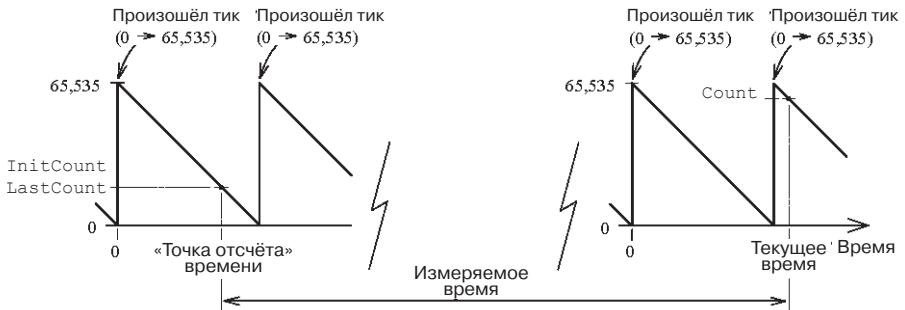 Произошёл тик
(0 → 65,535)
Произошёл тик
(0 → 65,535)
Произошёл тик
(0 → 65,535)
Произошёл тик
(0 → 65,535)
65,535
65,535
Count
InitCount
LastCount
0
0
0
«Точка отсчёта»
времени
0
Текущее
время
Время
Измеряемое
время